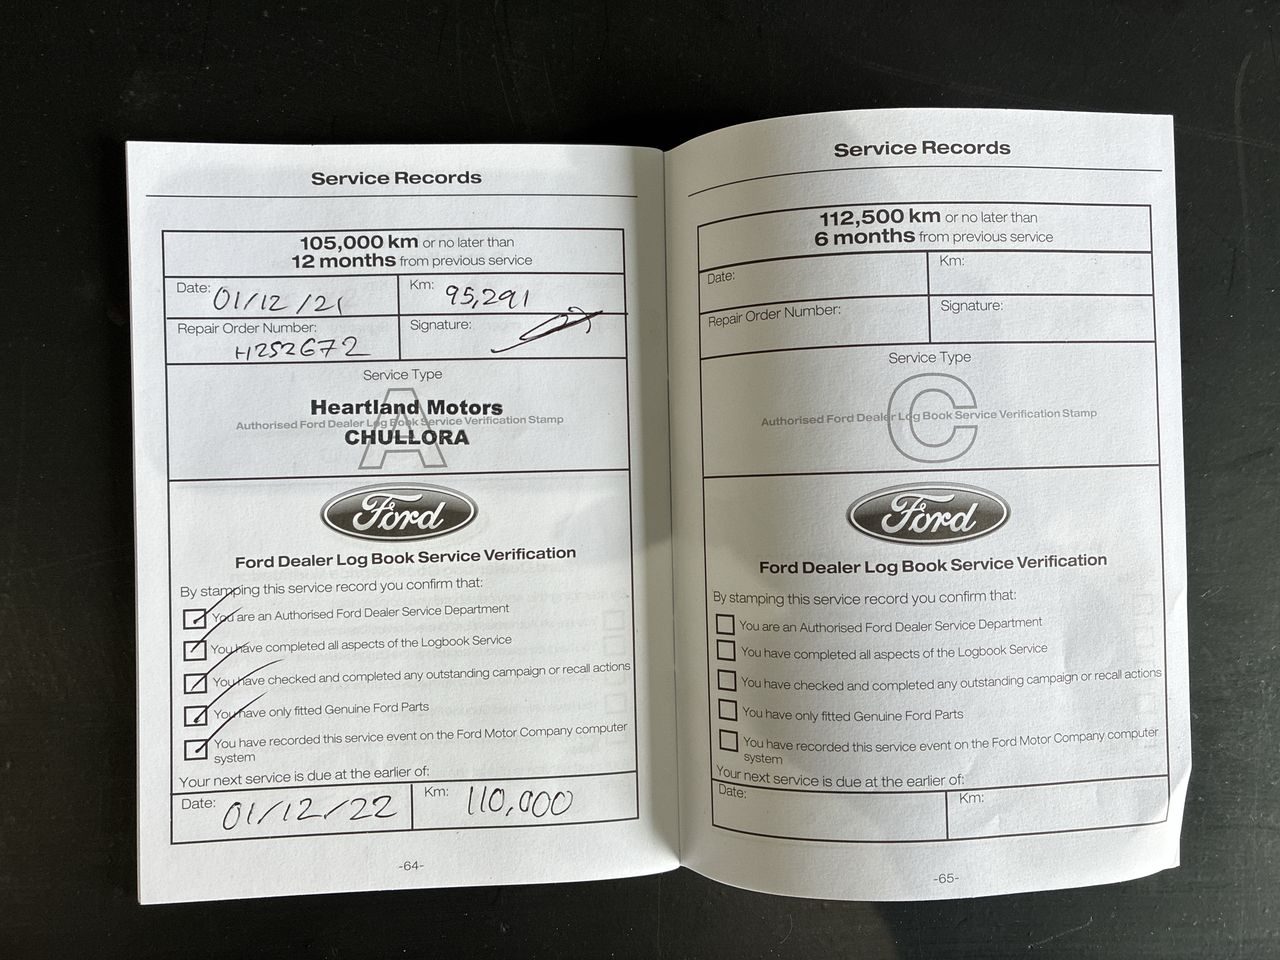 Service Records
105,000 km or no later than
12 months from previous service
Date: 01/12/21
Km: 95,291
Repair Order Number:
H252672
Signature:
Service Type
A
Heartland Motors
Authorised Ford Dealer Log Book Service Verification Stamp
CHULLORA
Ford
Ford Dealer Log Book Service Verification
By stamping this service record you confirm that:
You are an Authorised Ford Dealer Service Department
You have completed all aspects of the Logbook Service
You have checked and completed any outstanding campaign or recall actions
You have only fitted Genuine Ford Parts
You have recorded this service event on the Ford Motor Company computer
system
Your next service is due at the earlier of:
Date: 01/12/22
Km: 110,000
-64-
Service Records
112,500 km or no later than
6 months from previous service
Date:
Km:
Repair Order Number:
Signature:
Service Type
C
Authorised Ford Dealer Log Book Service Verification Stamp
Ford
Ford Dealer Log Book Service Verification
By stamping this service record you confirm that:
You are an Authorised Ford Dealer Service Department
You have completed all aspects of the Logbook Service
You have checked and completed any outstanding campaign or recall actions
You have only fitted Genuine Ford Parts
You have recorded this service event on the Ford Motor Company computer
system
Your next service is due at the earlier of:
Date:
Km:
-65-